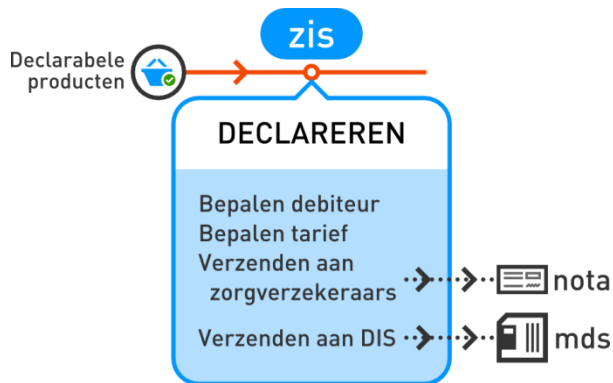 zis
Declarabele
producten
DECLAREREN
Bepalen debiteur
Bepalen tarief
Verzenden aan
zorgverzekeraars
nota
Verzenden aan DIS
mds